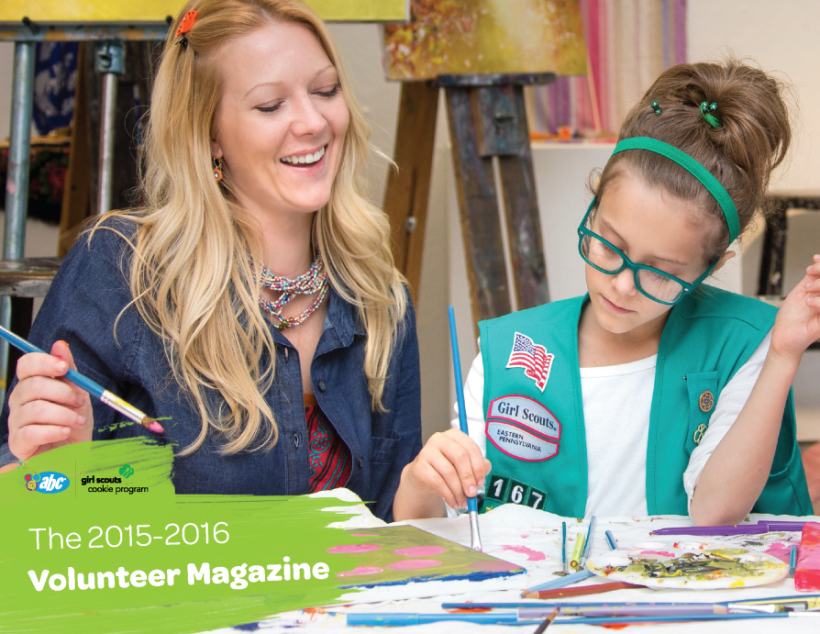 Girl Scouts.
EASTERN
PENNSYLVANIA
167
abc
girl scouts
cookie program
The 2015-2016
Volunteer Magazine